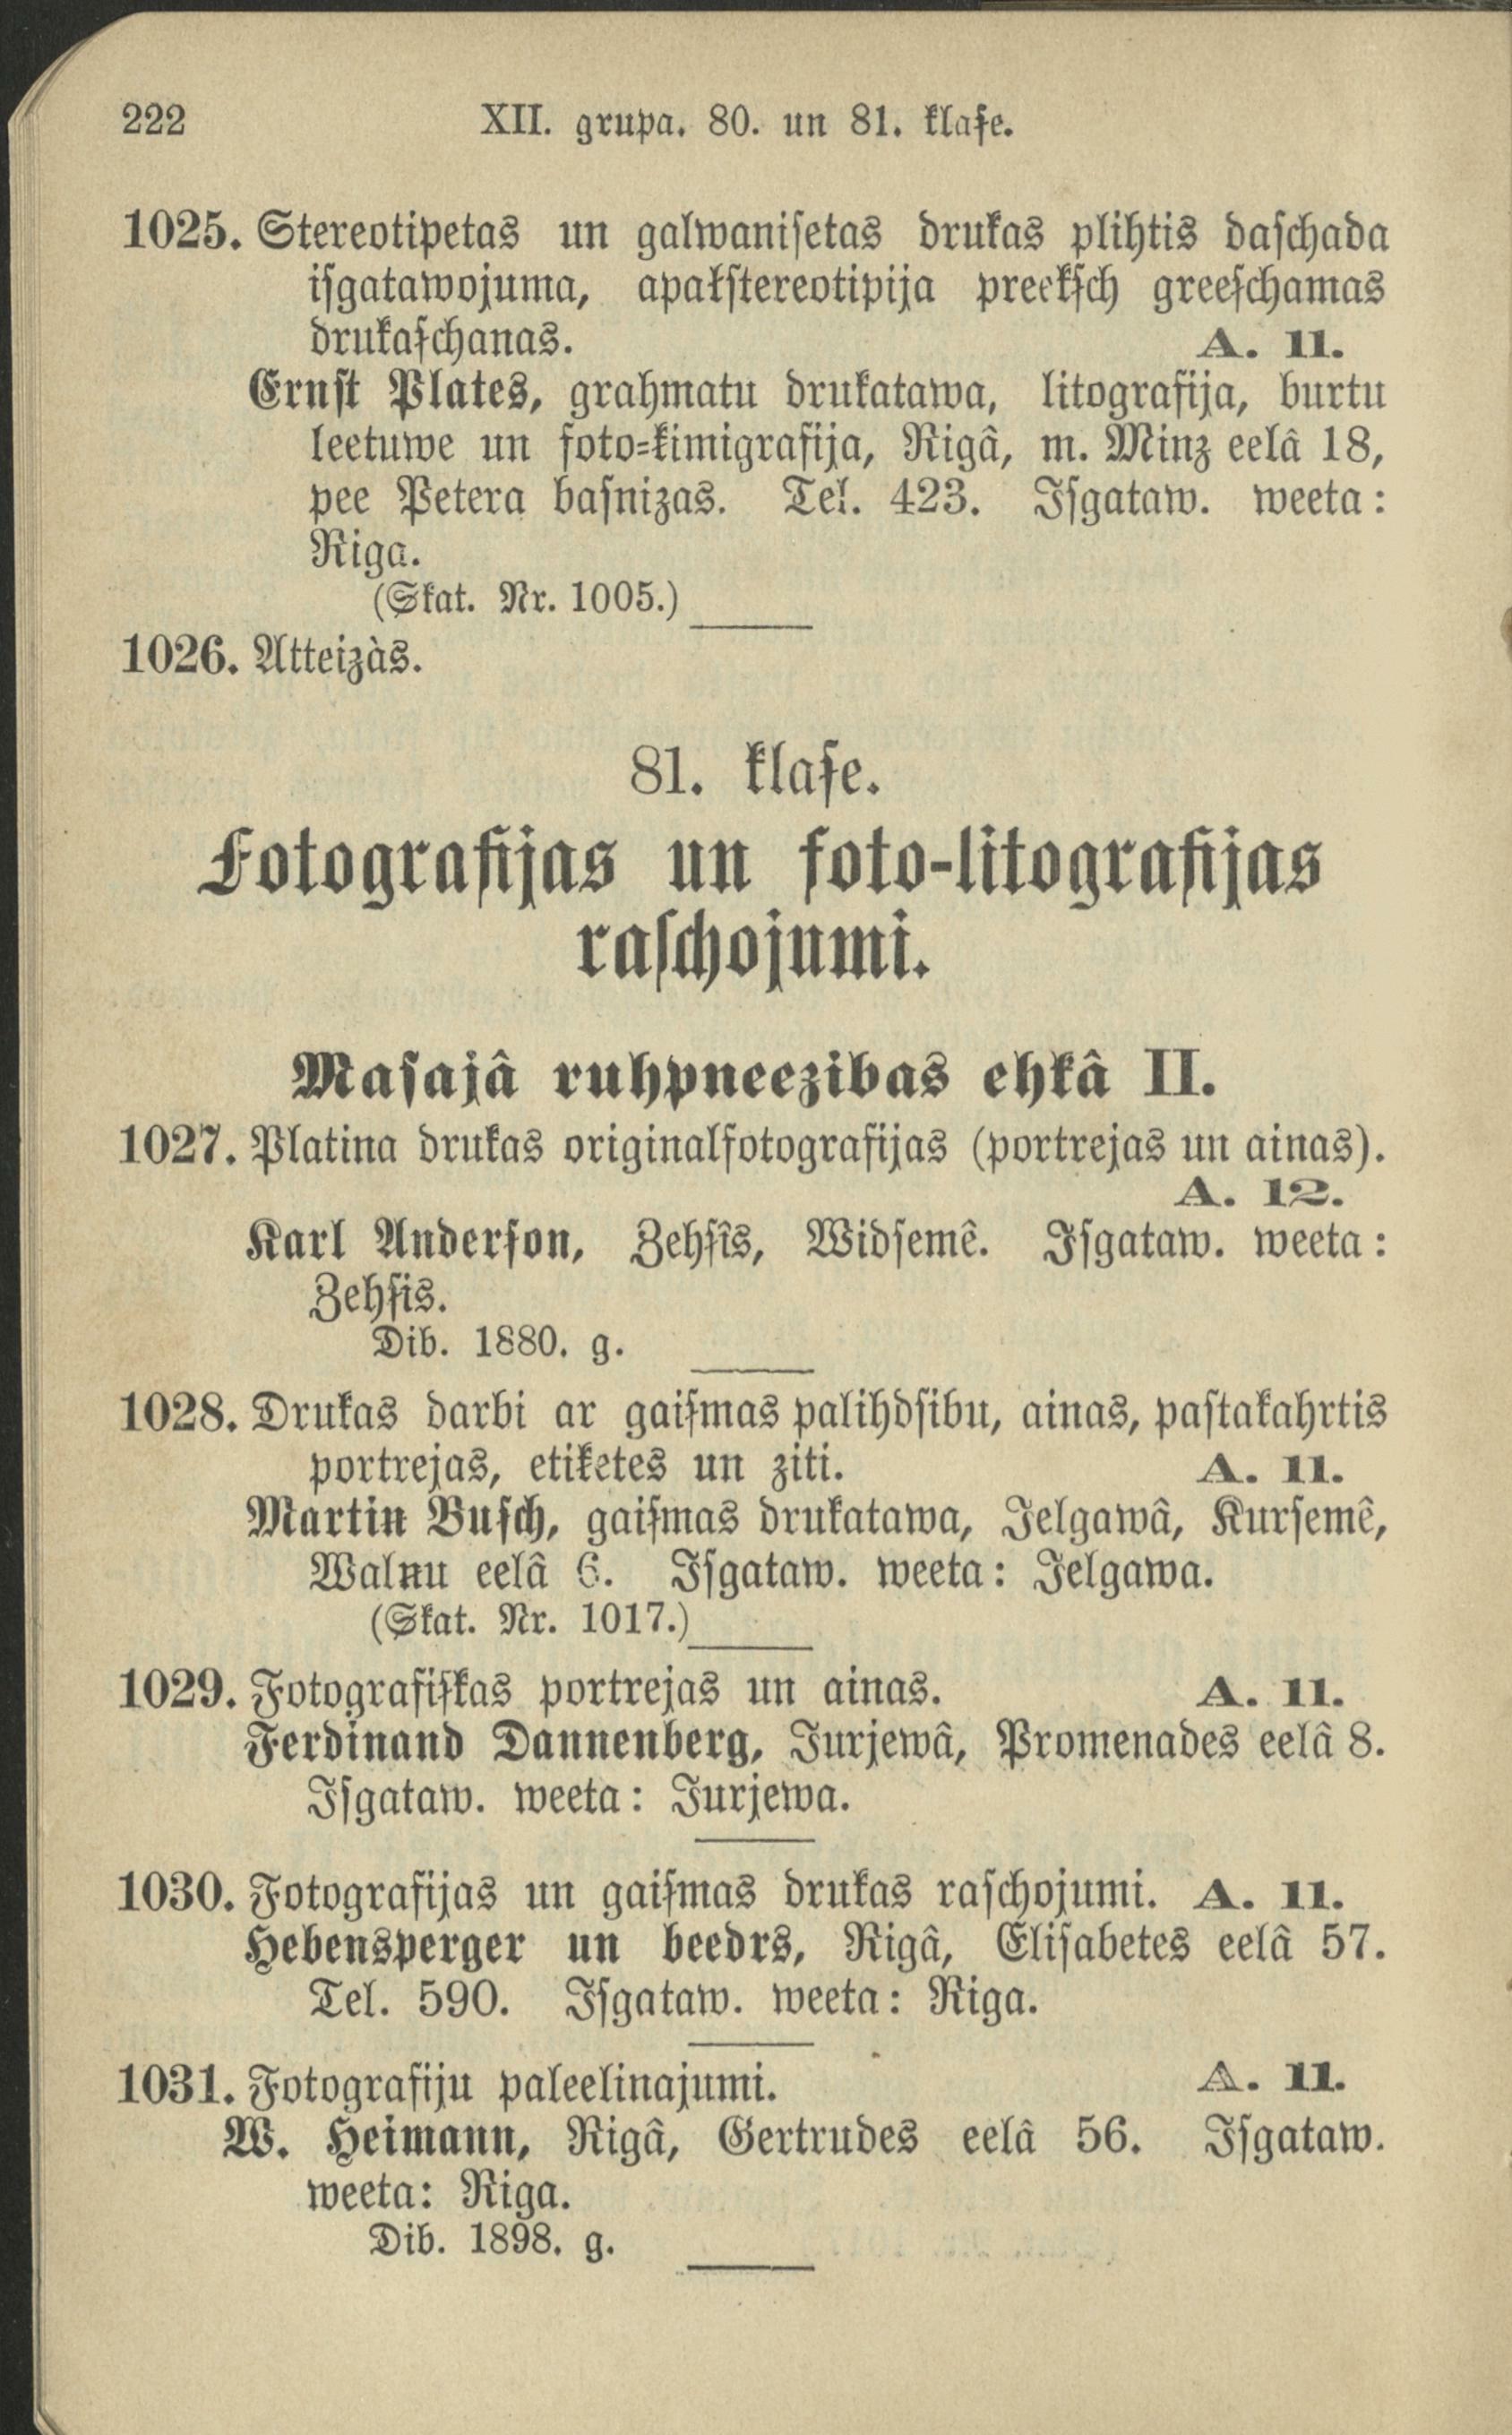 222 XII. grupa. 80. un 81. klaſe.
1025. Stereotipetas un galwaniſetas drukas plihtis daſchada
iſgatawojuma, apakſtereotipija preekſch greeſchamas
drukaſchanas. A. 11.
Ernſt Plates, grahmatu drukatawa, litografija, burtu
leetuwe un foto-kimigrafija, Rigâ, m. Minz eelâ 18,
pee Petera baſnizas. Tel. 423. Iſgataw. weeta:
Riga.
(Skat. Nr. 1005.)
1026. Atteizàs.
81. klaſe.
Fotografijas un foto-litografijas
raſchojumi.
Maſajâ ruhpneezibas ehkâ II.
1027. Platina drukas originalfotografijas (portrejas un ainas).
A. 12.
Karl Anderſon, Zehſîs, Widſemê. Iſgataw. weeta:
Zehſis.
Dib. 1880. g.
1028. Drukas darbi ar gaiſmas palihdſibu, ainas, paſtakahrtis
portrejas, etiketes un ziti. A. 11.
Martin Buſch, gaiſmas drukatawa, Jelgawâ, Kurſemê,
Walnu eelâ 6. Iſgataw. weeta: Jelgawa.
(Skat. Nr. 1017.)
1029. Fotografiſkas portrejas un ainas. A. 11.
Ferdinand Dannenberg, Jurjewâ, Promenades eelâ 8.
Iſgataw. weeta: Jurjewa.
1030. Fotografijas un gaiſmas drukas raſchojumi. A. 11.
Hebensperger un beedrs, Rigâ, Eliſabetes eelâ 57.
Tel. 590. Iſgataw. weeta: Riga.
1031. Fotografiju paleelinajumi. A. 11.
W. Heimann, Rigâ, Gertrudes eelâ 56. Iſgataw.
weeta: Riga.
Dib. 1898. g.